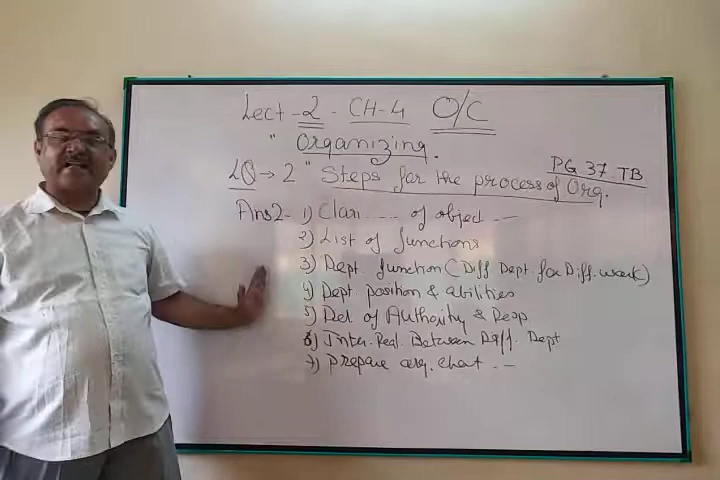 Lect-2 - CH-4 O/C
" Organizing.
PG 37 TB
LQ → 2 " Steps for the process of Org.
Ans2- 1) Clari .... of object --
2) List of functions
3) Dept. function (Diff Dept. for Diff. work)
4) Dept. position & abilities
5) Del of Authority & Resp
6) Inter. Rel. Between Diff. Dept
7) Prepare org. chart . --